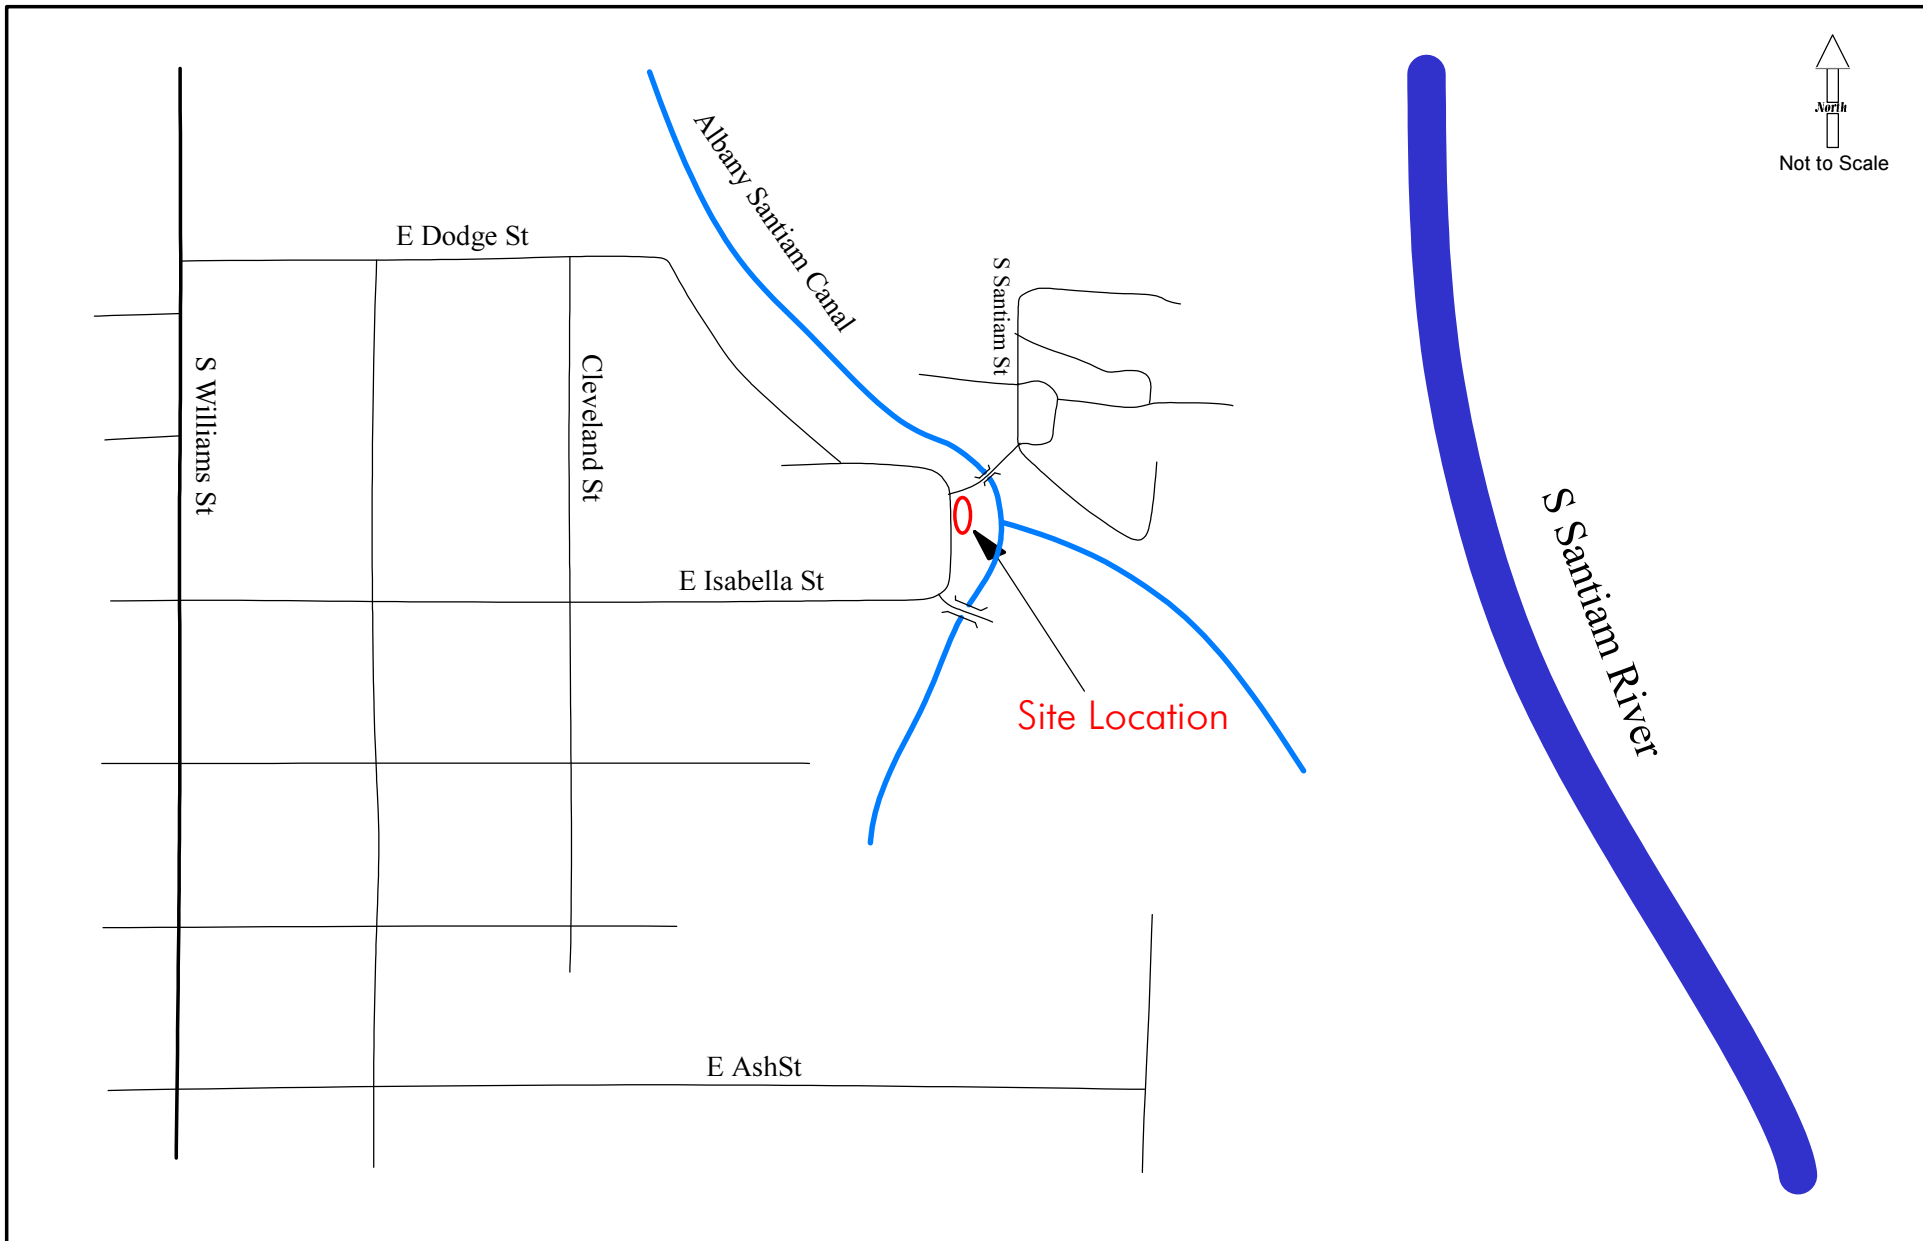 North
Not to Scale
Albany Santiam Canal
E Dodge St
S Santiam St
S Williams St
Cleveland St
S Santiam River
E Isabella St
Site Location
E AshSt